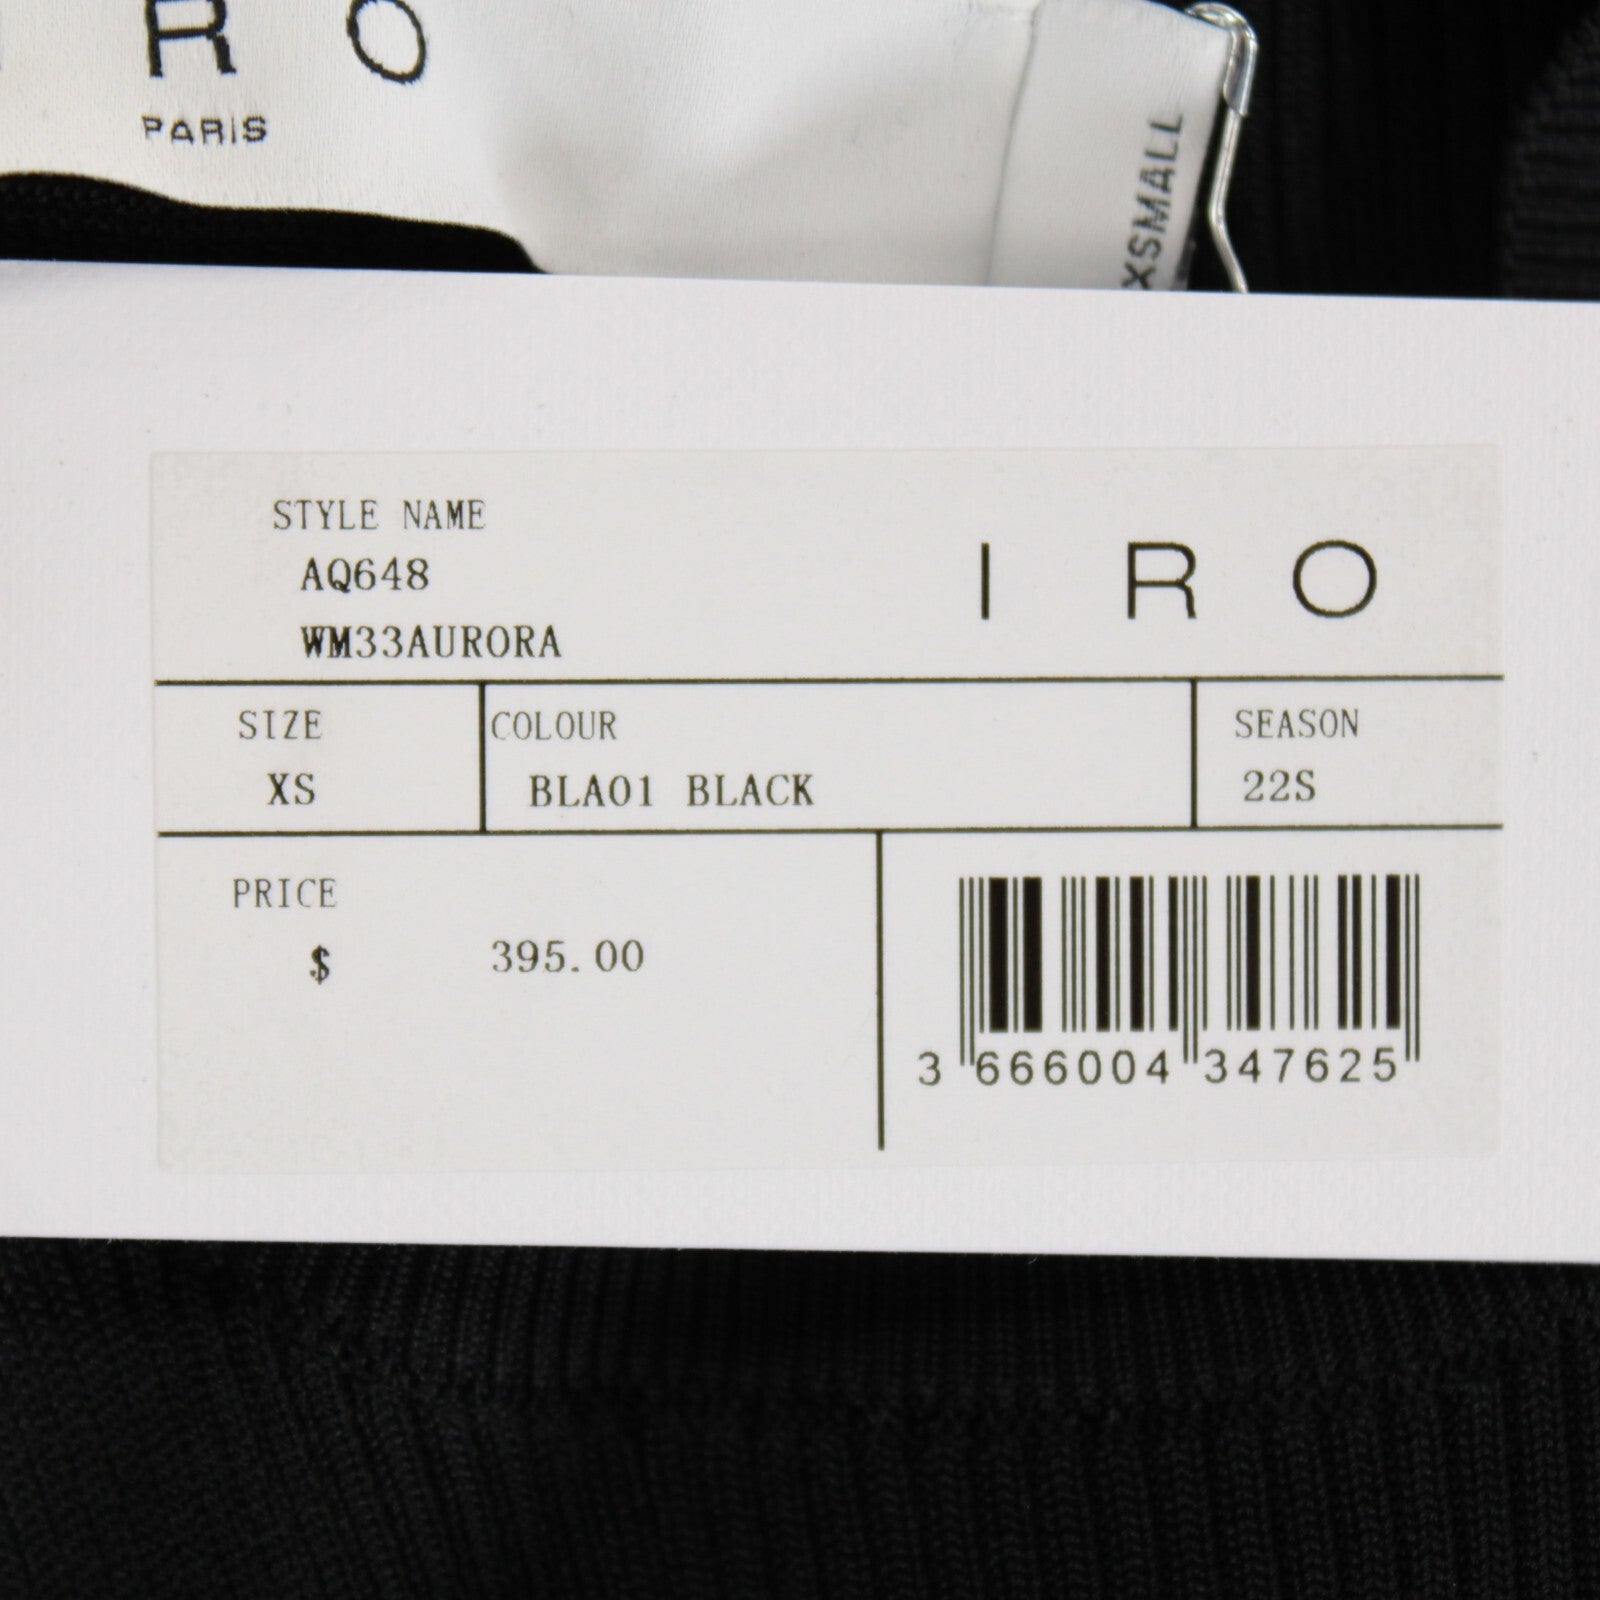 R O
PARIS
XSMALL
STYLE NAME
AQ648
WM33AURORA
I R O
SIZE
XS
COLOUR
BLA01 BLACK
SEASON
22S
PRICE
$ 395.00
3 666004 347625